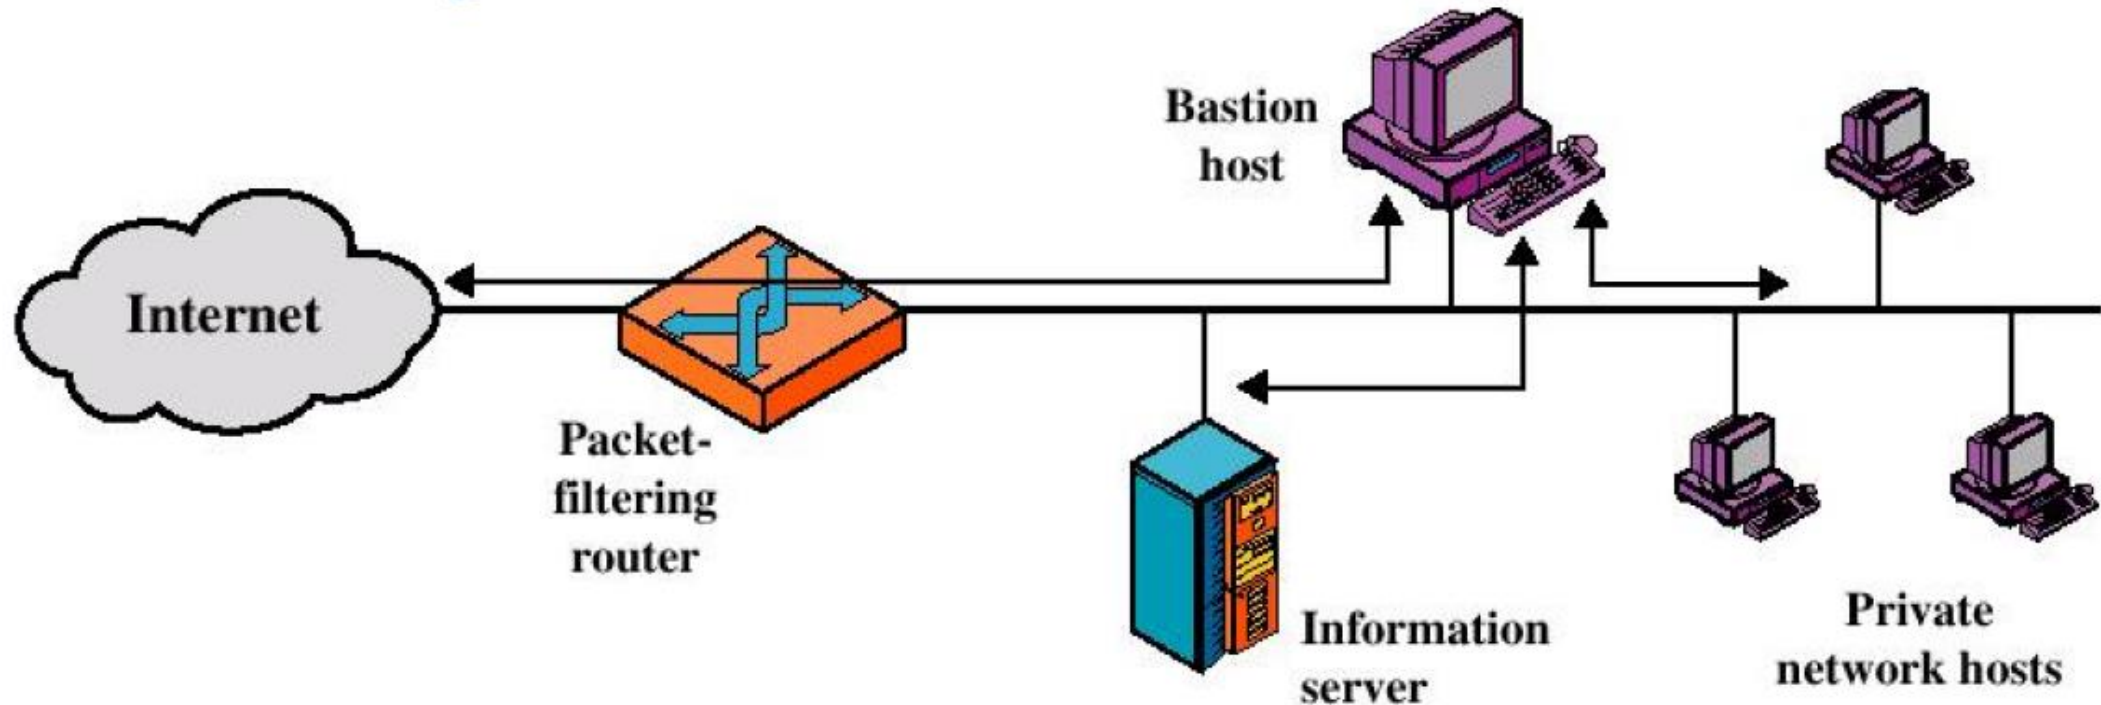 Bastion
host
Internet
Packet-
filtering
router
Information
server
Private
network hosts